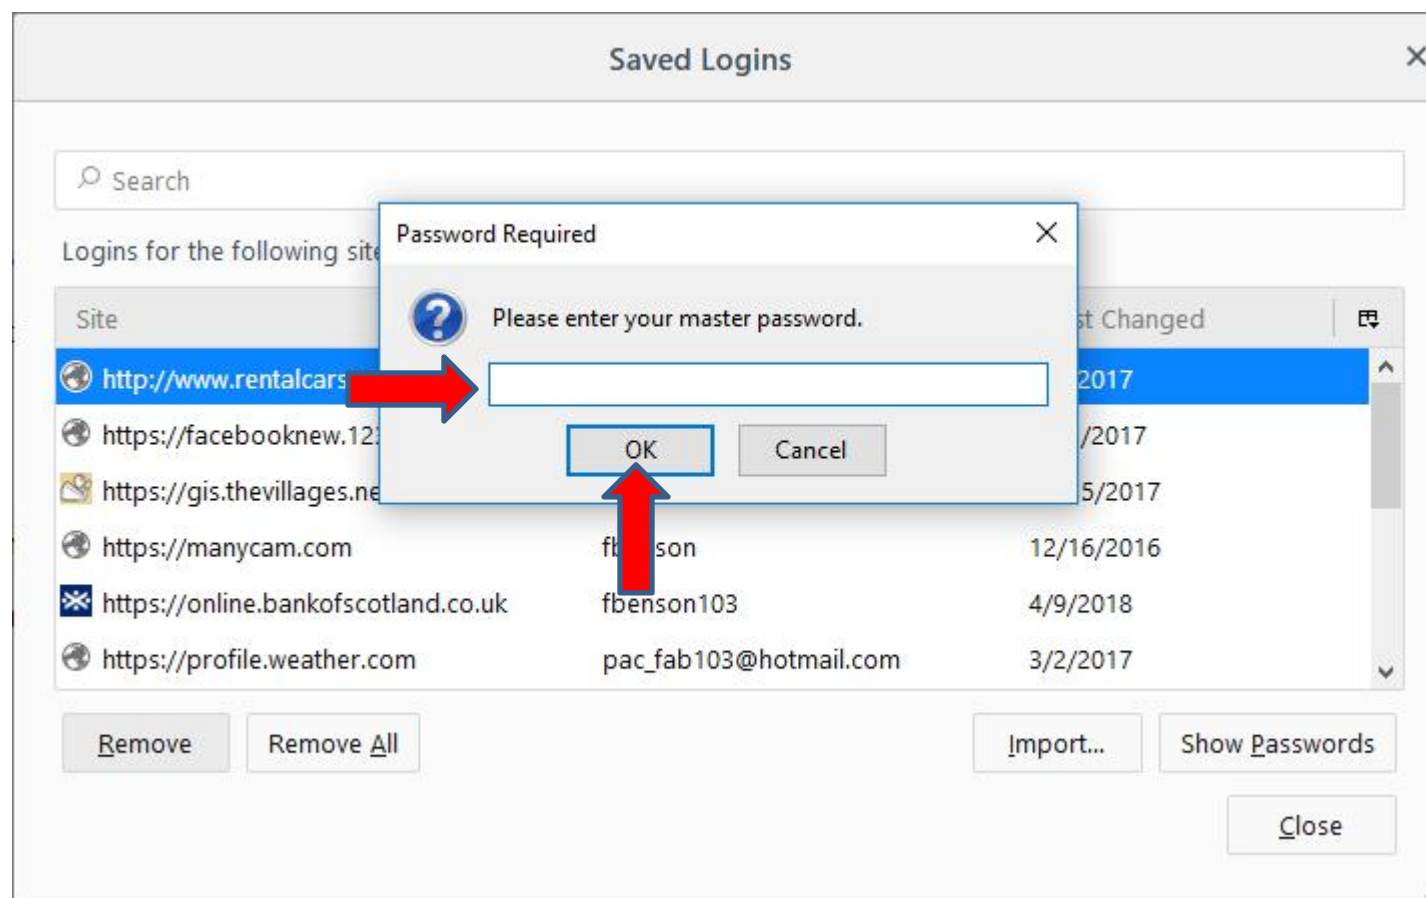 Saved Logins
Search
Logins for the following
Password Required
Please enter your master password.
OK
Cancel
Site
Changed
http://www.rentalcars
2017
https://facebooknew.12
/2017
https://gis.thevillages.ne
5/2017
https://manycam.com
12/16/2016
https://online.bankofscotland.co.uk fbenson103 4/9/2018
https://profile.weather.com pac_fab103@hotmail.com 3/2/2017
Remove Remove All Import... Show Passwords
Close